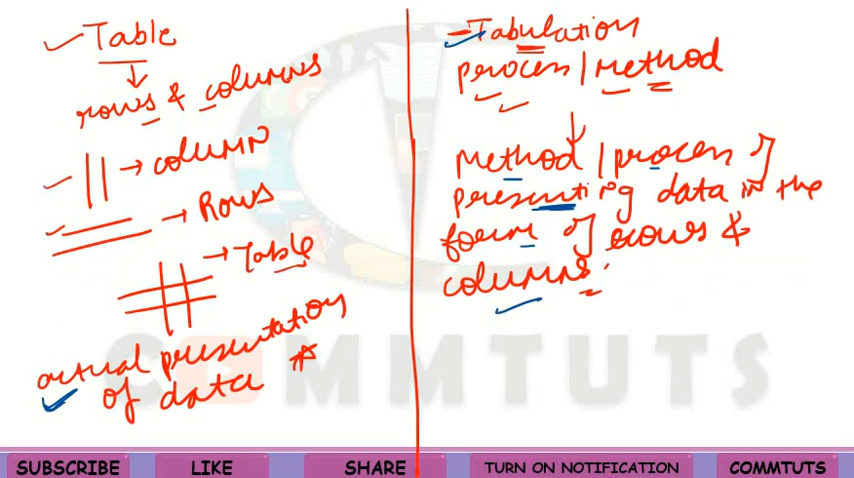 Table
rows & columns
column
Rows
Table
actual presentation
of data
Tabulation
process / method
Method / process of
presenting data in the
form of rows &
columns.
COMMTUTS
SUBSCRIBE
LIKE
SHARE
TURN ON NOTIFICATION
COMMTUTS